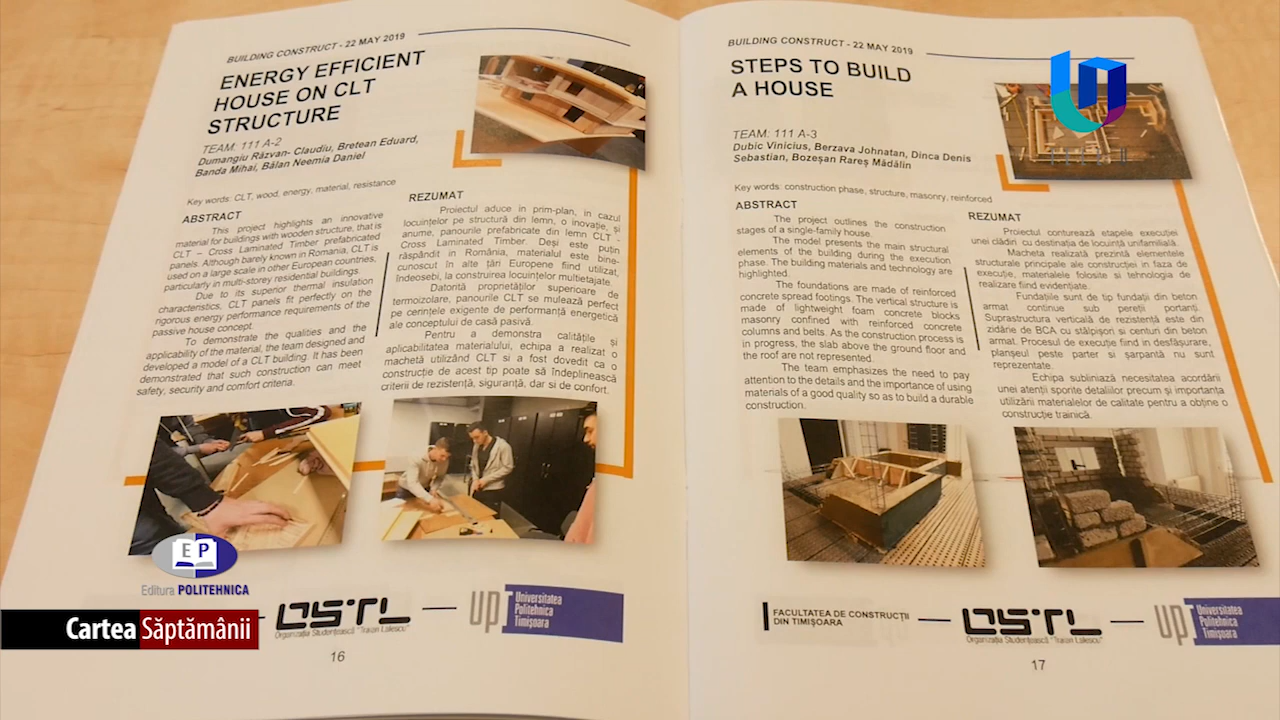 BUILDING CONSTRUCT - 22 MAY 2019
ENERGY EFFICIENT
HOUSE ON CLT
STRUCTURE
TEAM: 111 A-2
Dumangiu Răzvan- Claudiu, Bretean Eduard,
Banda Mihai, Bălan Neemia Daniel
Key words: CLT, wood, energy, material, resistance
ABSTRACT
This project highlights an innovative
material for buildings with wooden structure, that is
CLT – Cross Laminated Timber prefabricated
panels. Although barely known in Romania, CLT is
used on a large scale in other European countries,
particularly in multi-storey residential buildings.
Due to its superior thermal insulation
characteristics, CLT panels fit perfectly on the
rigorous energy performance requirements of the
passive house concept.
To demonstrate the qualities and the
applicability of the material, the team designed and
developed a model of a CLT building. It has been
demonstrated that such construction can meet
safety, security and comfort criteria.
REZUMAT
Proiectul aduce in prim-plan, in cazul
locuințelor pe structură din lemn, o inovație, și
anume, panourile prefabricate din lemn CLT -
Cross Laminated Timber. Deși este puțin
răspândit in România, materialul este bine-
cunoscut în alte țări Europene fiind utilizat,
îndeosebi, la construirea locuințelor multietajate.
Datorită proprietăților superioare de
termoizolare, panourile CLT se mulează perfect
pe cerințele exigente de performanță energetică
ale conceptului de casă pasivă.
Pentru a demonstra calitățile și
aplicabilitatea materialului, echipa a realizat o
machetă utilizând CLT si a fost dovedit ca o
construcție de acest tip poate să îndeplinească
criterii de rezistență, siguranță, dar si de confort.
EP
Editura POLITEHNICA
Cartea Săptămânii
OSTL
Organizația Studențească "Traian Lalescu"
UPT
Universitatea
Politehnica
Timișoara
16
BUILDING CONSTRUCT - 22 MAY 2019
STEPS TO BUILD
A HOUSE
TEAM: 111 A-3
Dubic Vinicius, Berzava Johnatan, Dinca Denis
Sebastian, Bozeșan Rareș Mădălin
Key words: construction phase, structure, masonry, reinforced
ABSTRACT
The project outlines the construction
stages of a single-family house.
The model presents the main structural
elements of the building during the execution
phase. The building materials and technology are
highlighted.
The foundations are made of reinforced
concrete spread footings. The vertical structure is
made of lightweight foam concrete blocks
masonry confined with reinforced concrete
columns and belts. As the construction process is
in progress, the slab above the ground floor and
the roof are not represented.
The team emphasizes the need to pay
attention to the details and the importance of using
materials of a good quality so as to build a durable
construction.
REZUMAT
Proiectul conturează etapele execuției
unei clădiri cu destinația de locuință unifamilială.
Macheta realizată prezintă elementele
structurale principale ale construcției in faza de
execuție, materialele folosite si tehnologia de
realizare fiind evidențiate.
Fundațiile sunt de tip fundații din beton
armat continue sub pereții portanți.
Suprastructura verticală de rezistentă este din
zidărie de BCA cu stâlpișori si centuri din beton
armat. Procesul de execuție fiind in desfășurare,
planșeul peste parter si șarpantă nu sunt
reprezentate.
Echipa subliniază necesitatea acordării
unei atenții sporite detaliilor precum și importanța
utilizării materialelor de calitate pentru a obține o
construcție trainică.
FACULTATEA DE CONSTRUCȚII
DIN TIMIȘOARA
OSTL
Organizația Studențească "Traian Lalescu"
UPT
Universitatea
Politehnica
Timișoara
17